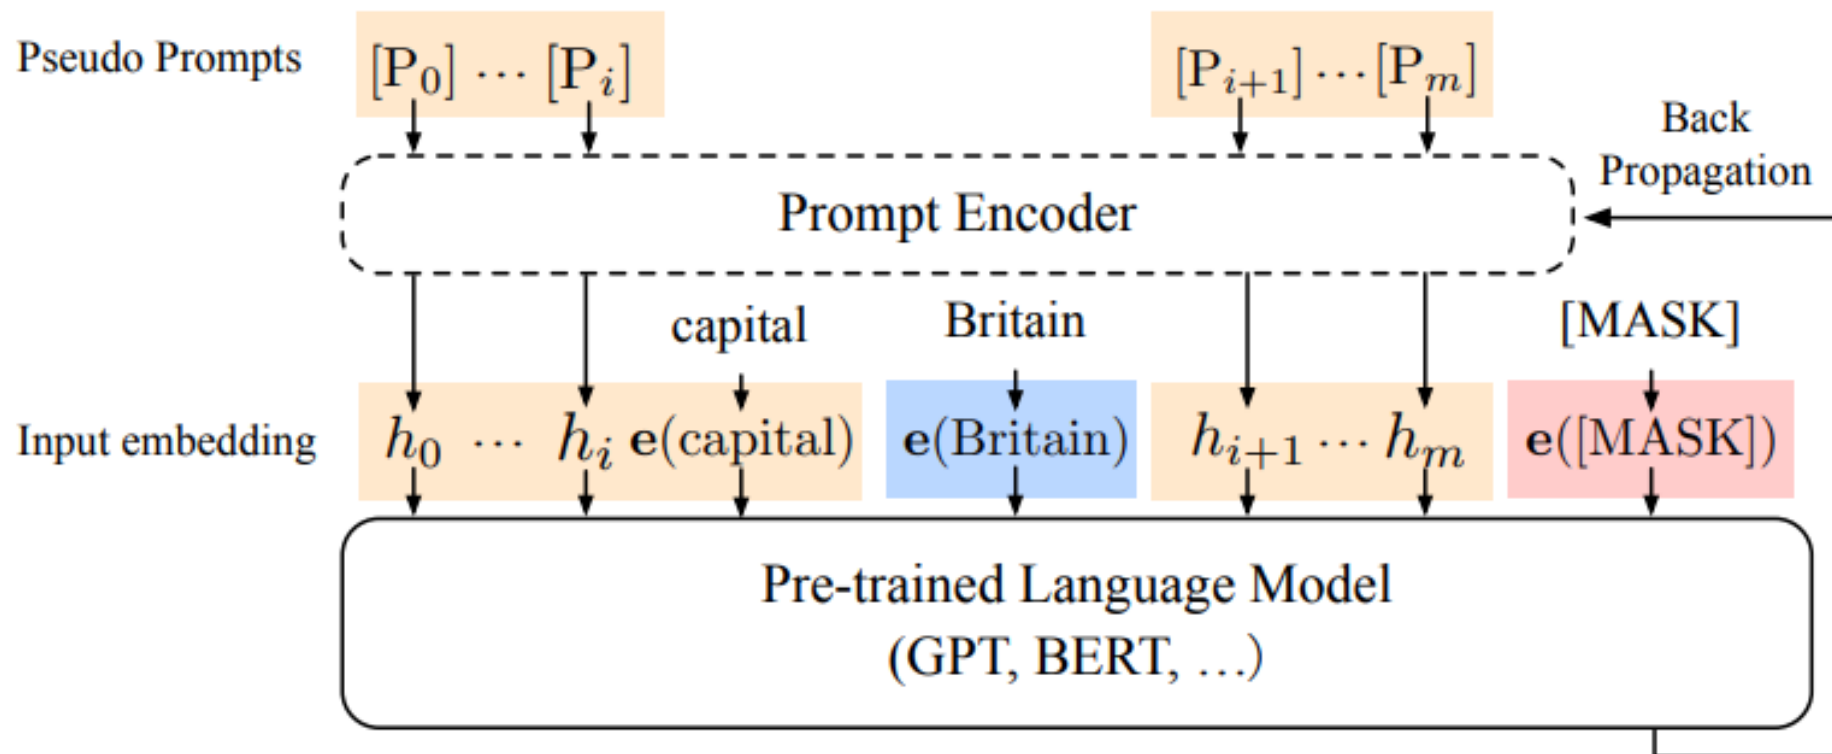 Pseudo Prompts [P₀] ⋯ [Pᵢ] [Pᵢ₊₁] ⋯ [Pₘ]
Back
Propagation
Prompt Encoder
capital Britain [MASK]
Input embedding h₀ ⋯ hᵢ e(capital) e(Britain) hᵢ₊₁ ⋯ hₘ e([MASK])
Pre-trained Language Model
(GPT, BERT, …)